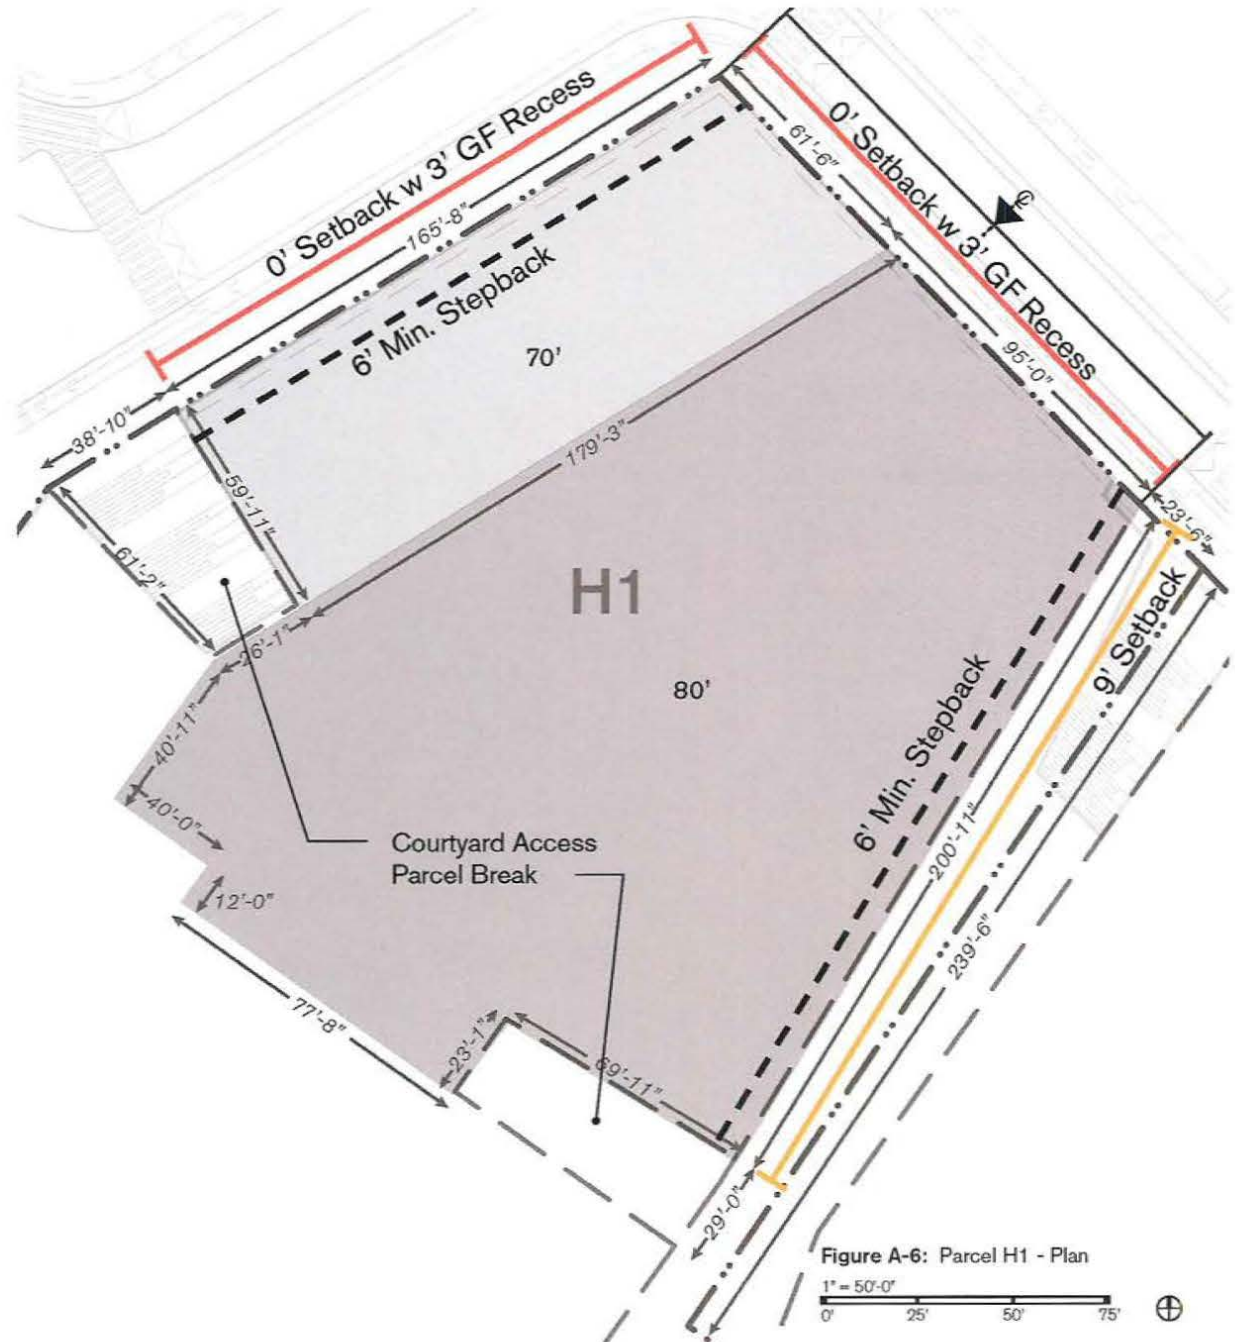 0' Setback w 3' GF Recess
165'-8"
6' Min. Stepback
70'
61'-6"
0' Setback w 3' GF Recess
℄
95'-0"
38'-10"
59'-11"
61'-2"
179'-3"
26'-1"
H1
80'
23'-6"
9' Setback
6' Min. Stepback
200'-11"
239'-6"
40'-11"
40'-0"
12'-0"
Courtyard Access
Parcel Break
77'-8"
23'-1"
69'-11"
29'-0"
Figure A-6: Parcel H1 - Plan
1" = 50'-0"
0' 25' 50' 75'